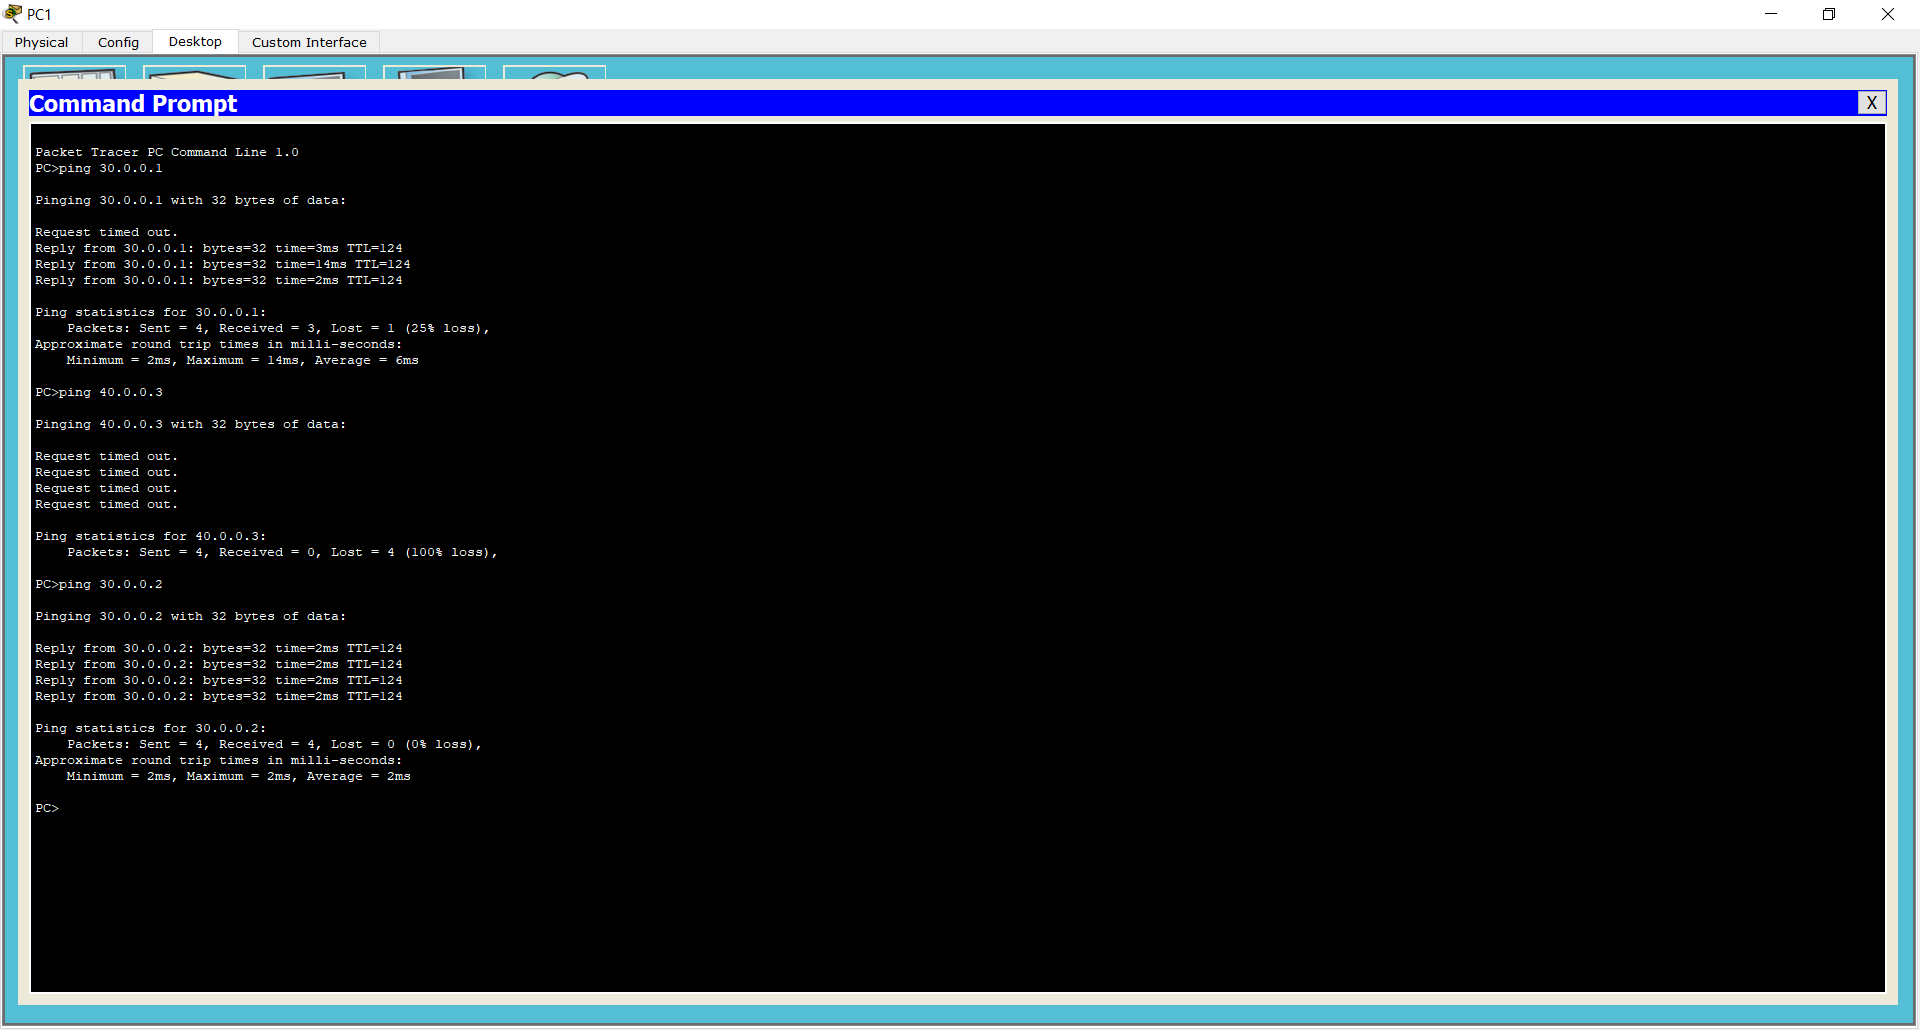 PC1
Physical Config Desktop Custom Interface
Command Prompt X
Packet Tracer PC Command Line 1.0
PC>ping 30.0.0.1
Pinging 30.0.0.1 with 32 bytes of data:
Request timed out.
Reply from 30.0.0.1: bytes=32 time=3ms TTL=124
Reply from 30.0.0.1: bytes=32 time=14ms TTL=124
Reply from 30.0.0.1: bytes=32 time=2ms TTL=124
Ping statistics for 30.0.0.1:
Packets: Sent = 4, Received = 3, Lost = 1 (25% loss),
Approximate round trip times in milli-seconds:
Minimum = 2ms, Maximum = 14ms, Average = 6ms
PC>ping 40.0.0.3
Pinging 40.0.0.3 with 32 bytes of data:
Request timed out.
Request timed out.
Request timed out.
Request timed out.
Ping statistics for 40.0.0.3:
Packets: Sent = 4, Received = 0, Lost = 4 (100% loss),
PC>ping 30.0.0.2
Pinging 30.0.0.2 with 32 bytes of data:
Reply from 30.0.0.2: bytes=32 time=2ms TTL=124
Reply from 30.0.0.2: bytes=32 time=2ms TTL=124
Reply from 30.0.0.2: bytes=32 time=2ms TTL=124
Reply from 30.0.0.2: bytes=32 time=2ms TTL=124
Ping statistics for 30.0.0.2:
Packets: Sent = 4, Received = 4, Lost = 0 (0% loss),
Approximate round trip times in milli-seconds:
Minimum = 2ms, Maximum = 2ms, Average = 2ms
PC>